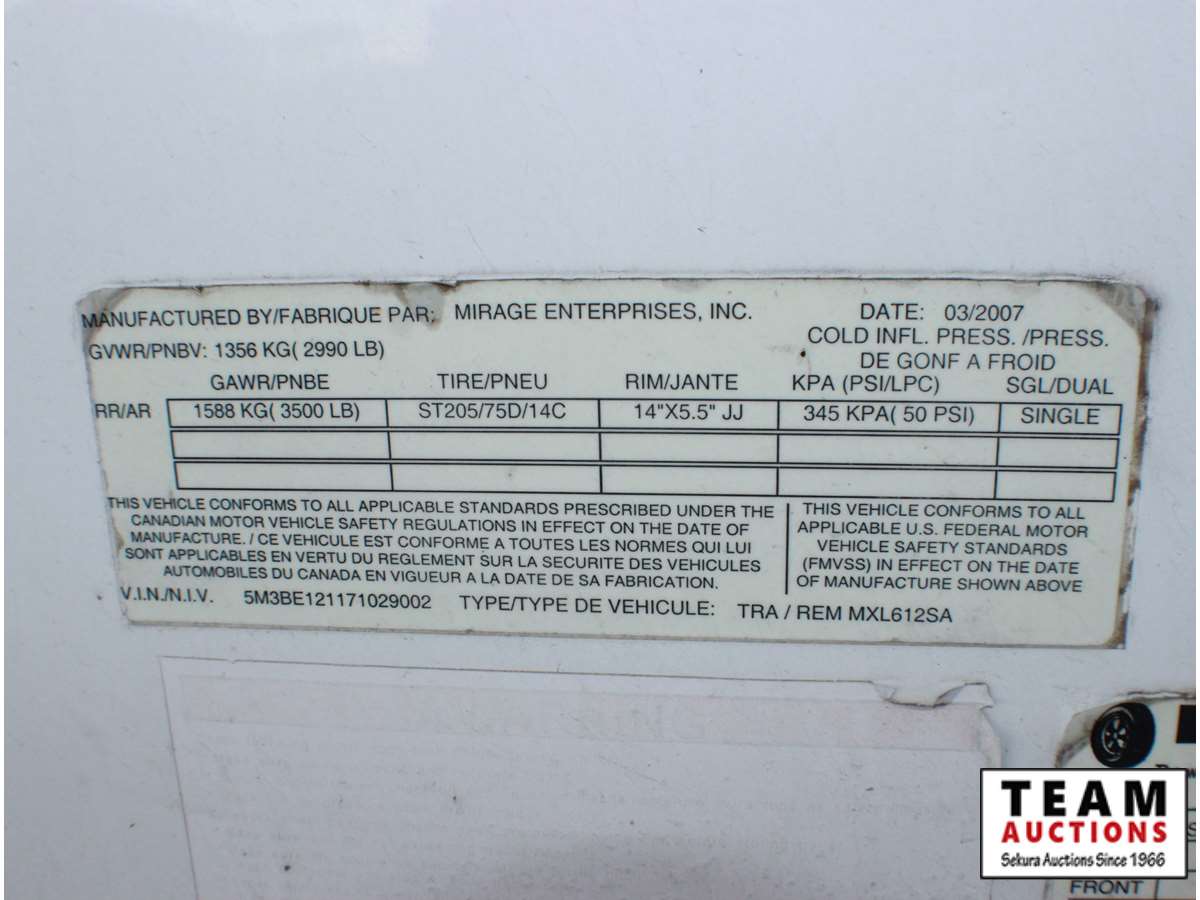 MANUFACTURED BY/FABRIQUE PAR: MIRAGE ENTERPRISES, INC. DATE: 03/2007
GVWR/PNBV: 1356 KG( 2990 LB) COLD INFL. PRESS. /PRESS.
DE GONF A FROID
GAWR/PNBE TIRE/PNEU RIM/JANTE KPA (PSI/LPC) SGL/DUAL
RR/AR 1588 KG( 3500 LB) ST205/75D/14C 14"X5.5" JJ 345 KPA( 50 PSI) SINGLE
THIS VEHICLE CONFORMS TO ALL APPLICABLE STANDARDS PRESCRIBED UNDER THE
CANADIAN MOTOR VEHICLE SAFETY REGULATIONS IN EFFECT ON THE DATE OF
MANUFACTURE. / CE VEHICULE EST CONFORME A TOUTES LES NORMES QUI LUI
SONT APPLICABLES EN VERTU DU REGLEMENT SUR LA SECURITE DES VEHICULES
AUTOMOBILES DU CANADA EN VIGUEUR A LA DATE DE SA FABRICATION.
THIS VEHICLE CONFORMS TO ALL
APPLICABLE U.S. FEDERAL MOTOR
VEHICLE SAFETY STANDARDS
(FMVSS) IN EFFECT ON THE DATE
OF MANUFACTURE SHOWN ABOVE
V.I.N./N.I.V. 5M3BE121171029002 TYPE/TYPE DE VEHICULE: TRA / REM MXL612SA
TEAM
AUCTIONS
Sekura Auctions Since 1966
FRONT